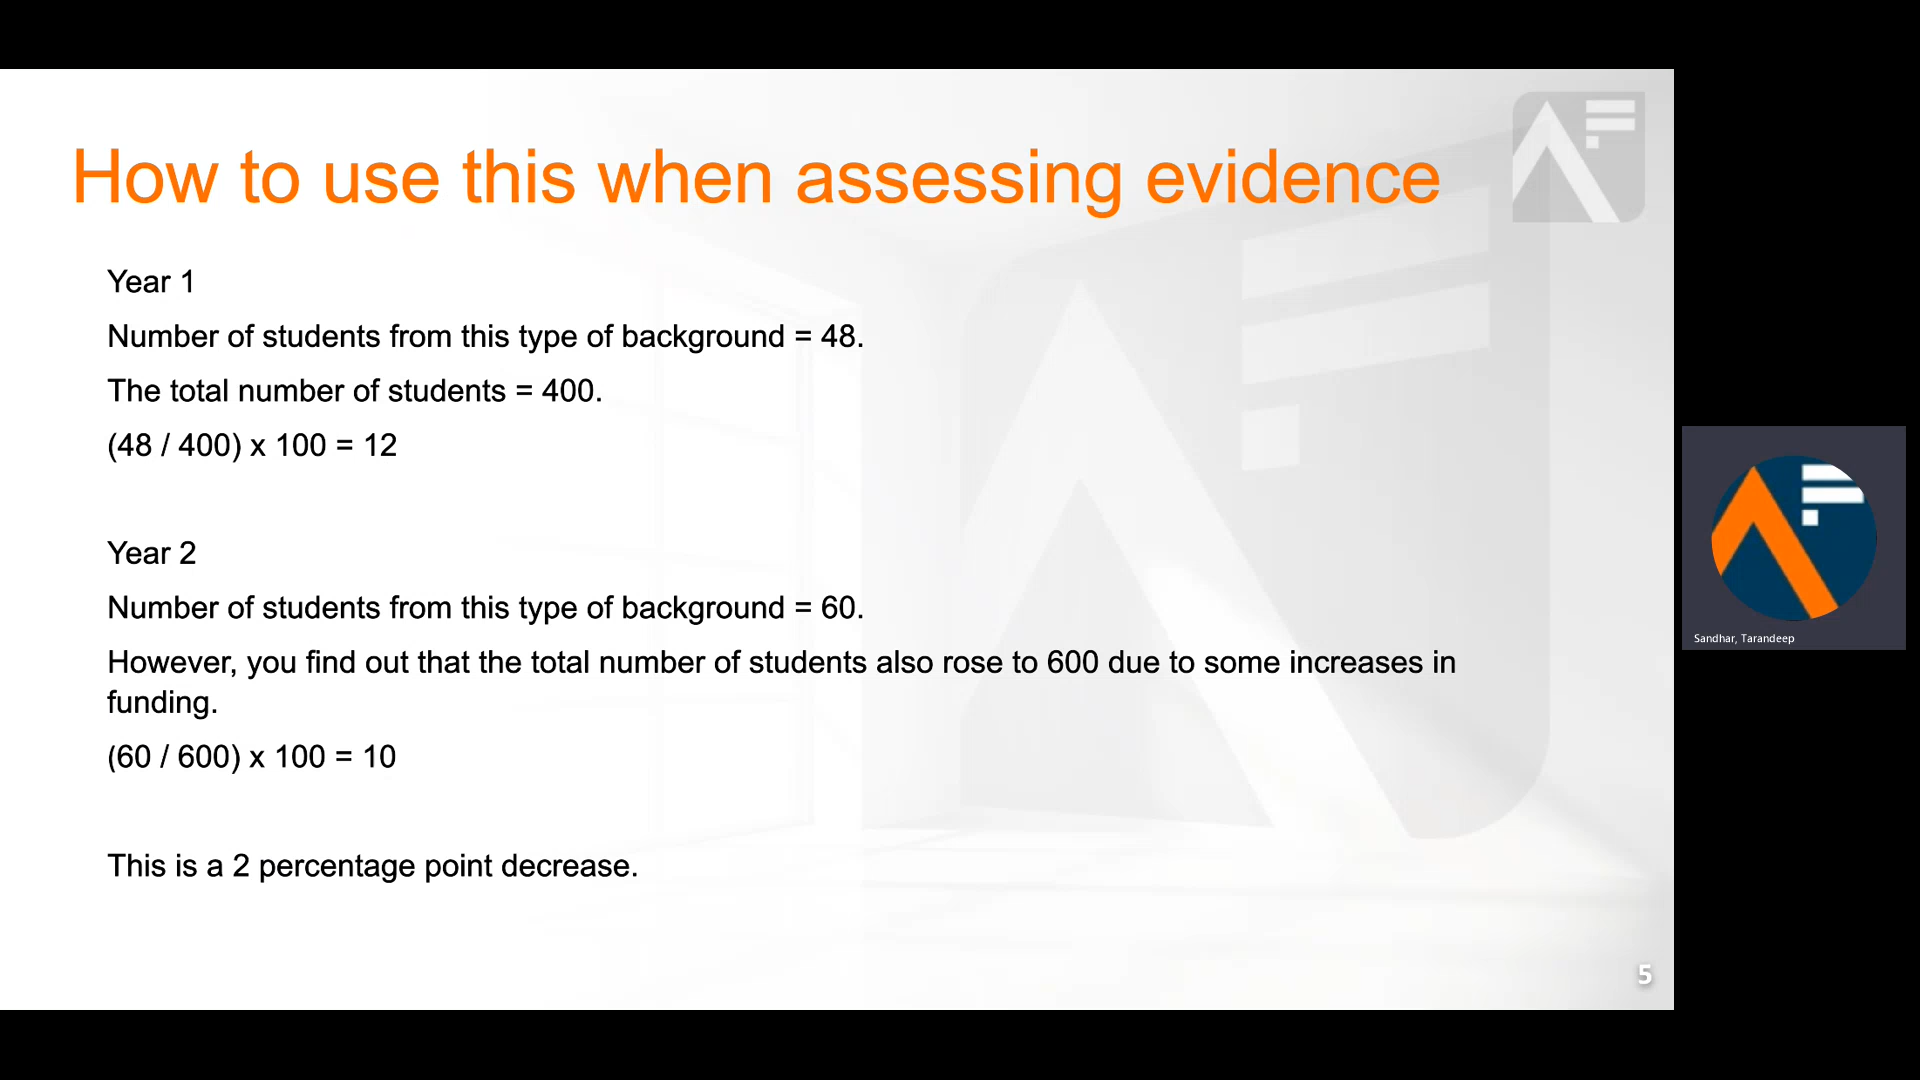 How to use this when assessing evidence
Year 1
Number of students from this type of background = 48.
The total number of students = 400.
(48 / 400) x 100 = 12
Year 2
Number of students from this type of background = 60.
However, you find out that the total number of students also rose to 600 due to some increases in
funding.
(60 / 600) x 100 = 10
This is a 2 percentage point decrease.
5
Sandhar, Tarandeep